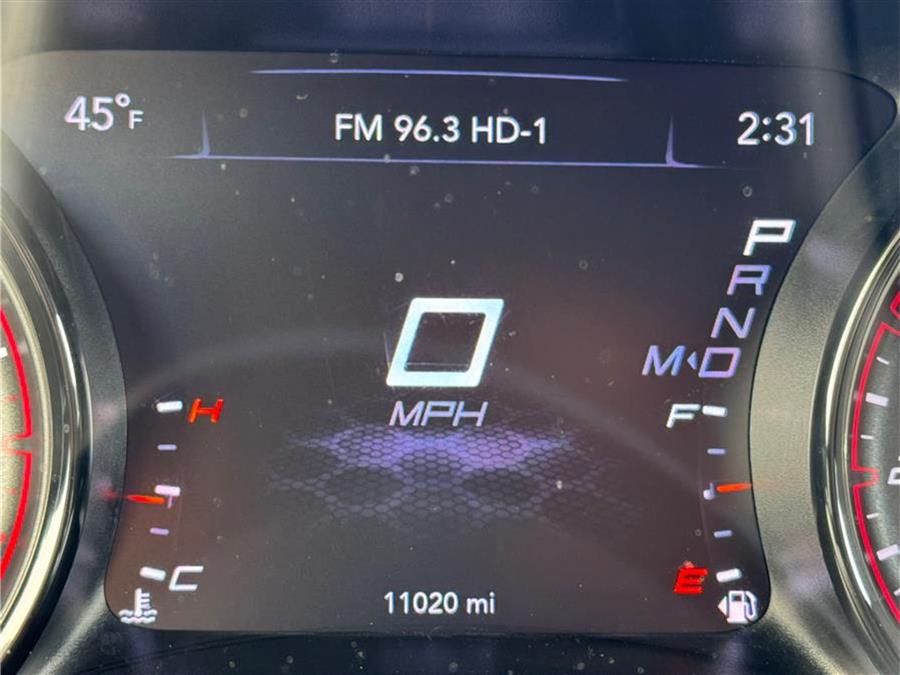 45°F
FM 96.3 HD-1
2:31
P
R
N
M D
0
MPH
H
C
F
E
11020 mi